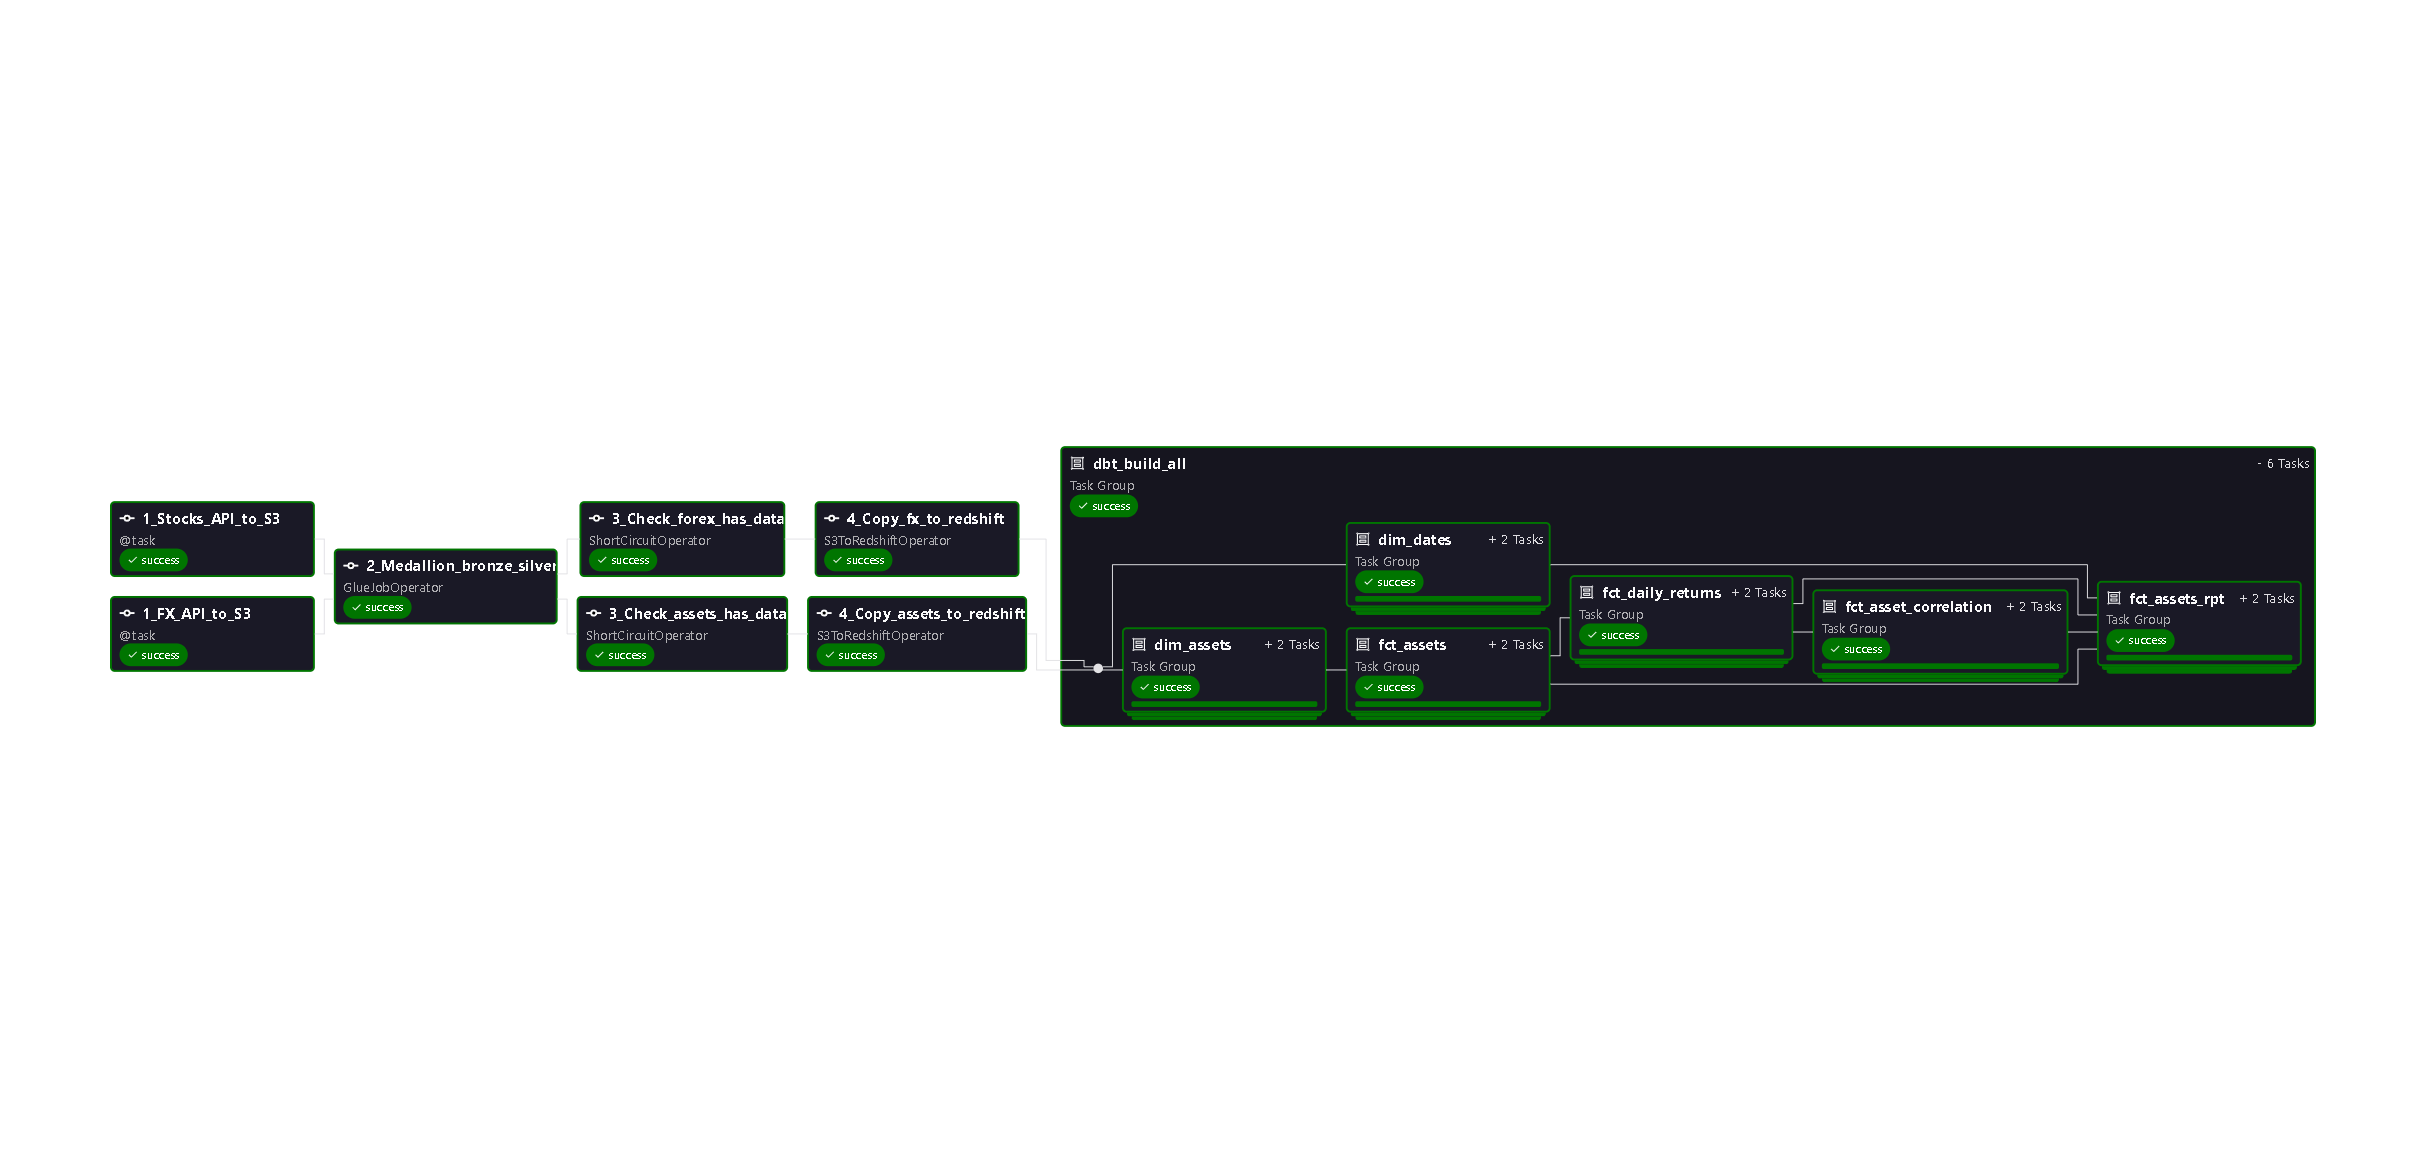 1_Stocks_API_to_S3
@task
success
1_FX_API_to_S3
@task
success
2_Medallion_bronze_silver
GlueJobOperator
success
3_Check_forex_has_data
ShortCircuitOperator
success
3_Check_assets_has_data
ShortCircuitOperator
success
4_Copy_fx_to_redshift
S3ToRedshiftOperator
success
4_Copy_assets_to_redshift
S3ToRedshiftOperator
success
dbt_build_all - 6 Tasks
Task Group
success
dim_assets + 2 Tasks
Task Group
success
dim_dates + 2 Tasks
Task Group
success
fct_assets + 2 Tasks
Task Group
success
fct_daily_returns + 2 Tasks
Task Group
success
fct_asset_correlation + 2 Tasks
Task Group
success
fct_assets_rpt + 2 Tasks
Task Group
success